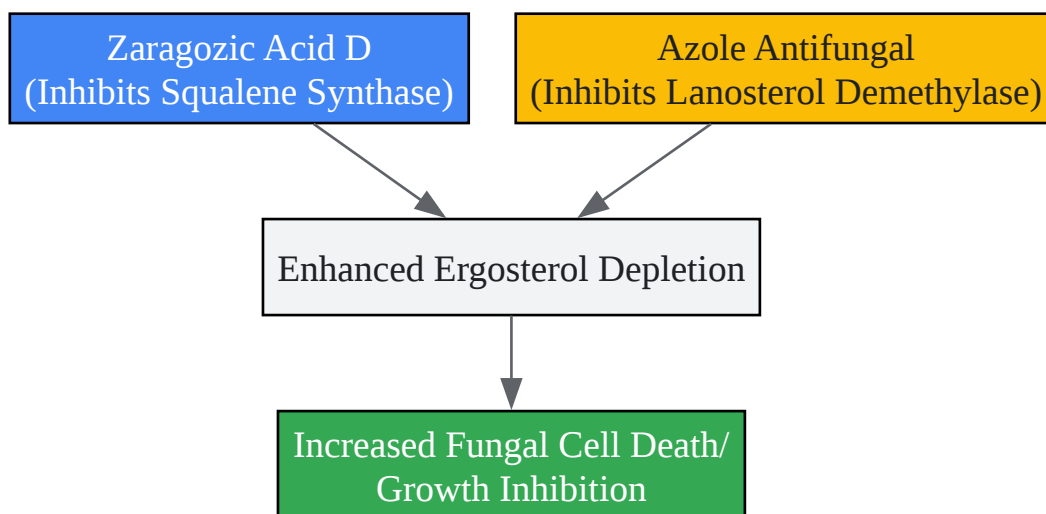 Zaragozic Acid D
(Inhibits Squalene Synthase)
Azole Antifungal
(Inhibits Lanosterol Demethylase)
Enhanced Ergosterol Depletion
Increased Fungal Cell Death/
Growth Inhibition